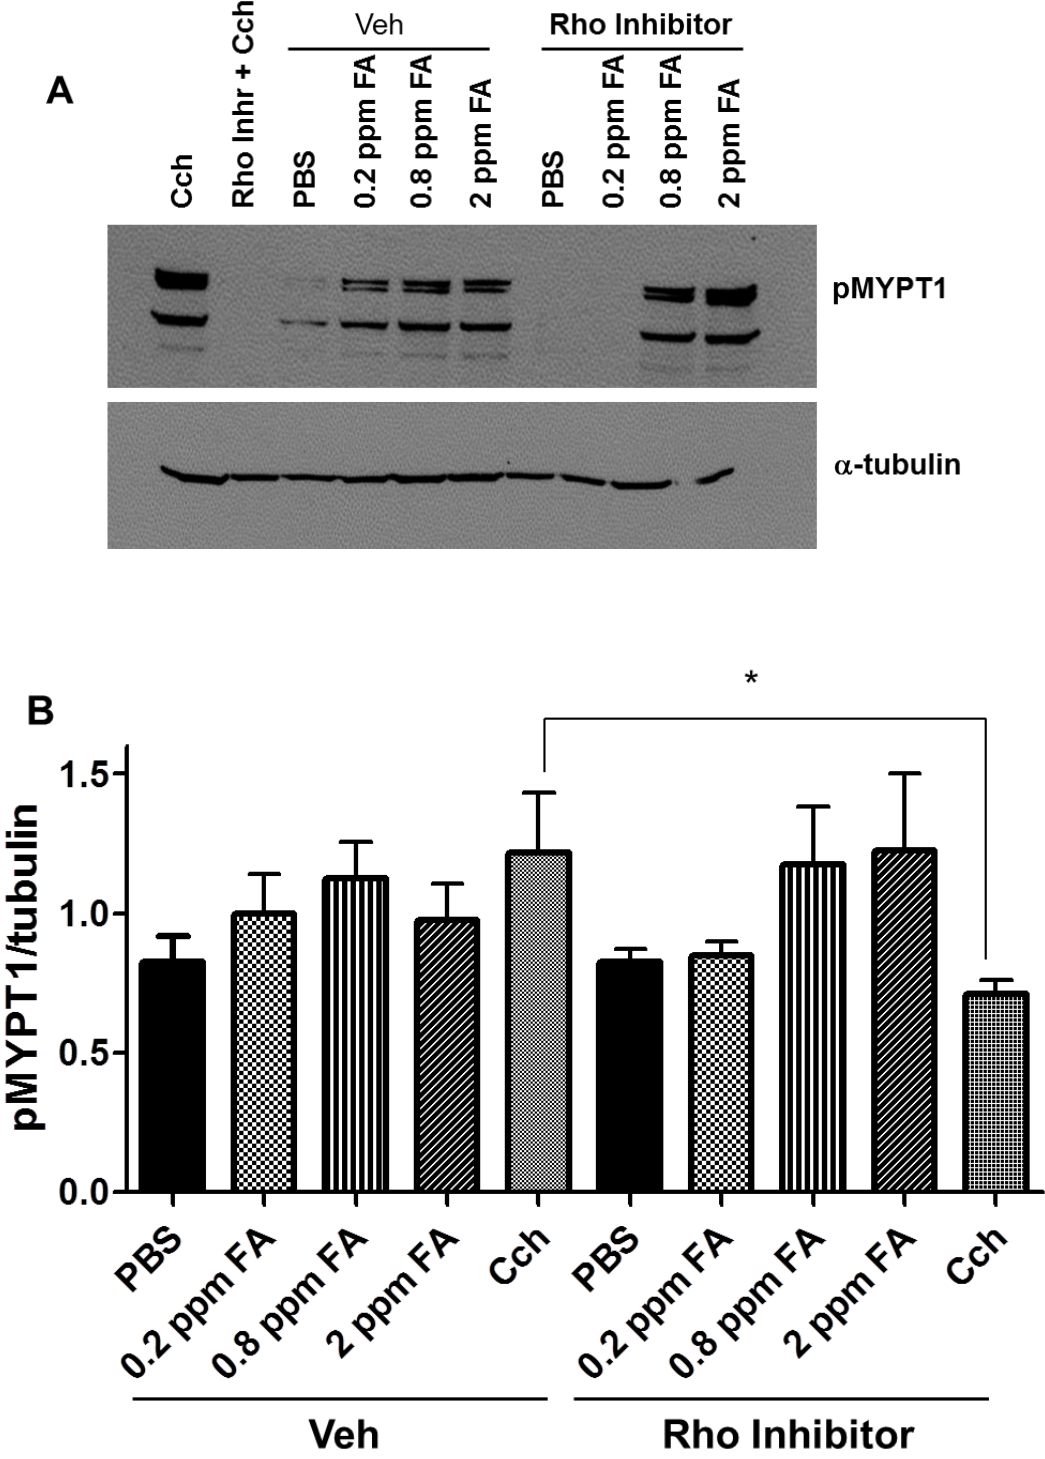 A
Veh
Rho Inhibitor
Cch
Rho Inhr + Cch
PBS
0.2 ppm FA
0.8 ppm FA
2 ppm FA
PBS
0.2 ppm FA
0.8 ppm FA
2 ppm FA
pMYPT1
α-tubulin
B
*
pMYPT1/tubulin
1.5
1.0
0.5
0.0
PBS
0.2 ppm FA
0.8 ppm FA
2 ppm FA
Cch
PBS
0.2 ppm FA
0.8 ppm FA
2 ppm FA
Cch
Veh
Rho Inhibitor